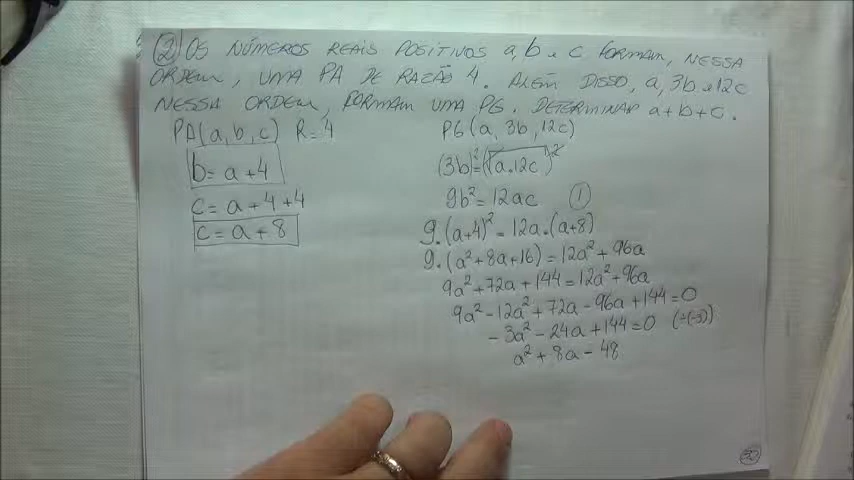 2 OS NÚMEROS REAIS POSITIVOS a, b e c FORMAM, NESSA
ORDEM, UMA PA DE RAZÃO 4. ALÉM DISSO, a, 3b e 12c
NESSA ORDEM, FORMAM UMA PG. DETERMINAR a+b+c.
PA(a, b, c) R=4
b = a + 4
c = a + 4 + 4
c = a + 8
PG(a, 3b, 12c)
(3b)² = (√a.12c)²
9b² = 12ac 1
9.(a+4)² = 12a.(a+8)
9.(a²+8a+16) = 12a² + 96a
9a² + 72a + 144 = 12a² + 96a
9a² - 12a² + 72a - 96a + 144 = 0
-3a² - 24a + 144 = 0 (÷(-3))
a² + 8a - 48